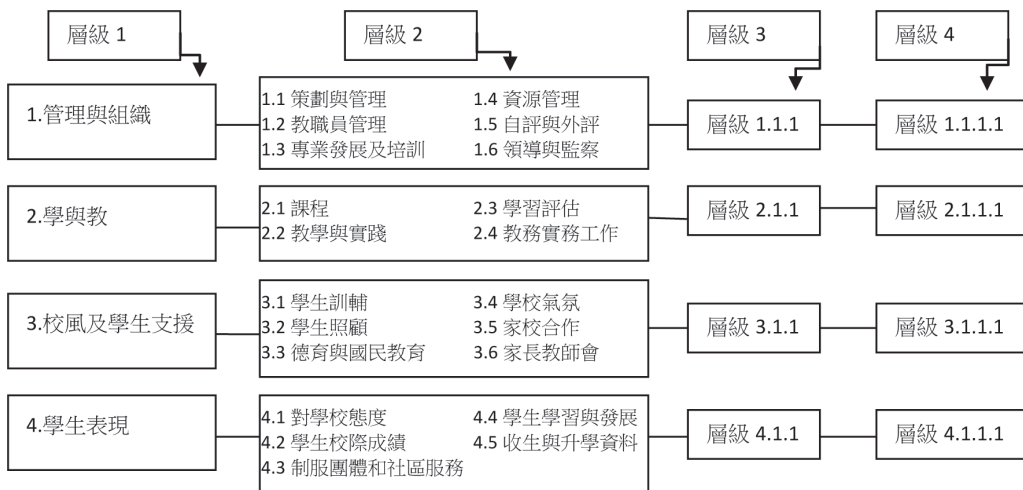 層級 1
層級 2
層級 3
層級 4
1.管理與組織
1.1 策劃與管理
1.2 教職員管理
1.3 專業發展及培訓
1.4 資源管理
1.5 自評與外評
1.6 領導與監察
層級 1.1.1
層級 1.1.1.1
2.學與教
2.1 課程
2.2 教學與實踐
2.3 學習評估
2.4 教務實務工作
層級 2.1.1
層級 2.1.1.1
3.校風及學生支援
3.1 學生訓輔
3.2 學生照顧
3.3 德育與國民教育
3.4 學校氣氛
3.5 家校合作
3.6 家長教師會
層級 3.1.1
層級 3.1.1.1
4.學生表現
4.1 對學校態度
4.2 學生校際成績
4.3 制服團體和社區服務
4.4 學生學習與發展
4.5 收生與升學資料
層級 4.1.1
層級 4.1.1.1